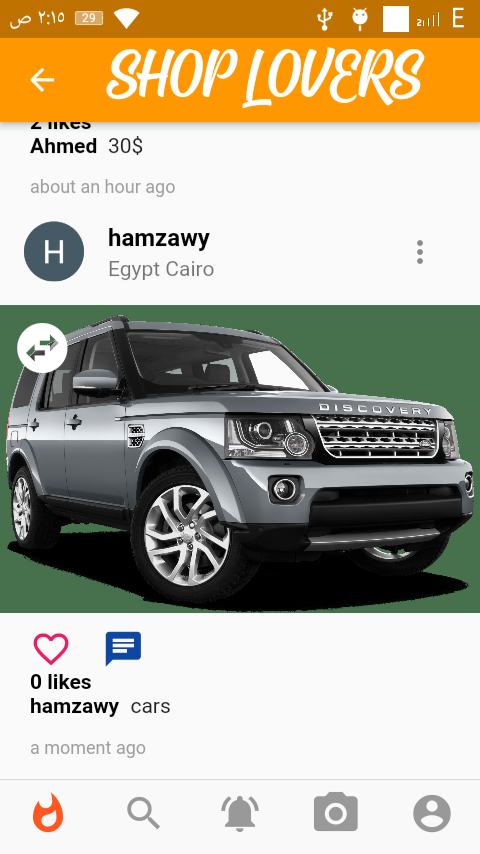 ص ٢:١٥ 29 E
SHOP LOVERS
2 likes
Ahmed 30$
about an hour ago
H hamzawy
Egypt Cairo
DISCOVERY
0 likes
hamzawy cars
a moment ago